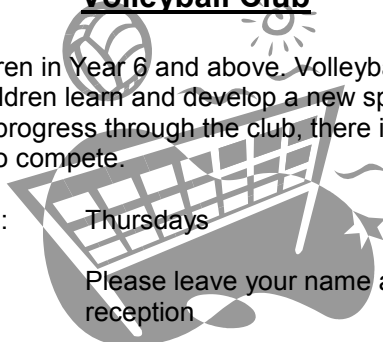 Volleyball Club
ren in Year 6 and above. Volleyba
ldren learn and develop a new sp
progress through the club, there i
o compete.
: Thursdays
Please leave your name a
reception